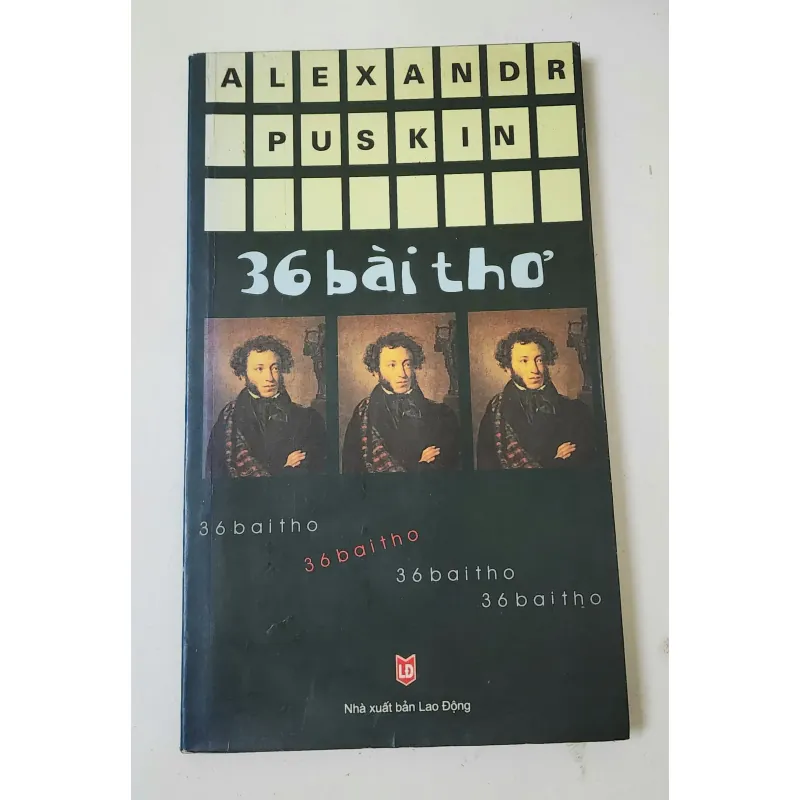 ALEXANDR
PUSKIN
36 bài thơ
36baitho
36baitho
36baitho
36baitho
LĐ
Nhà xuất bản Lao Động